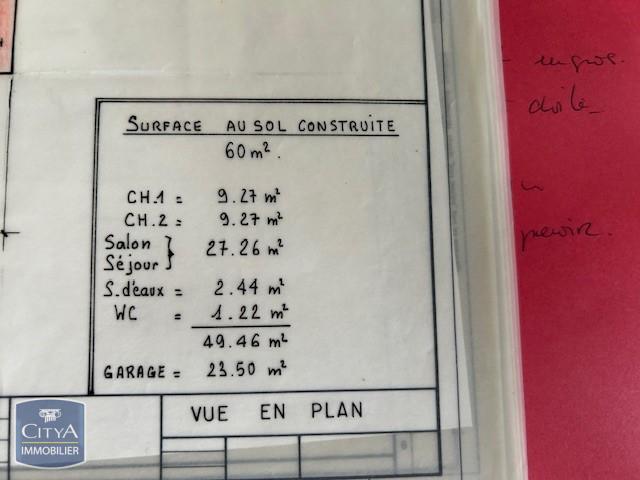 SURFACE AU SOL CONSTRUITE
60 m².
CH.1 = 9.27 m²
CH.2 = 9.27 m²
Salon
Séjour } 27.26 m²
S. d'eaux = 2.44 m²
WC = 1.22 m²
49.46 m²
GARAGE = 23.50 m²
VUE EN PLAN
CITYA
IMMOBILIER